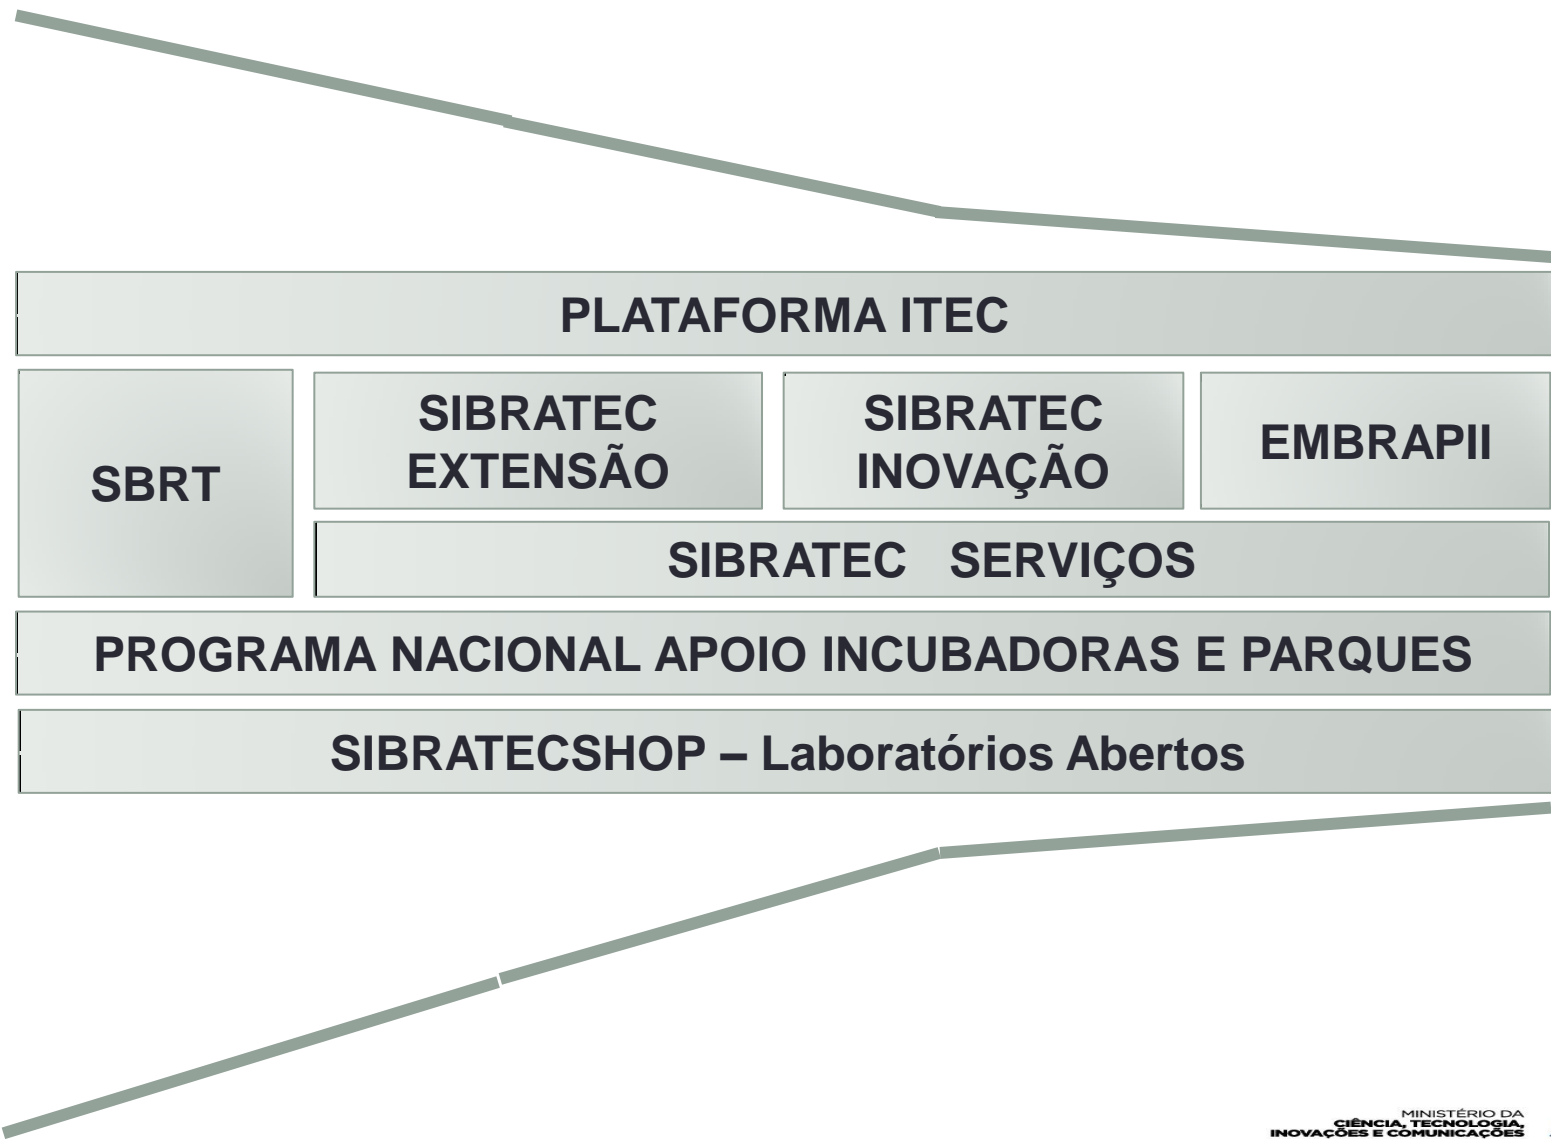 PLATAFORMA ITEC
SBRT
SIBRATEC
EXTENSÃO
SIBRATEC
INOVAÇÃO
EMBRAPII
SIBRATEC SERVIÇOS
PROGRAMA NACIONAL APOIO INCUBADORAS E PARQUES
SIBRATECSHOP – Laboratórios Abertos
MINISTÉRIO DA
CIÊNCIA, TECNOLOGIA,
INOVAÇÕES E COMUNICAÇÕES